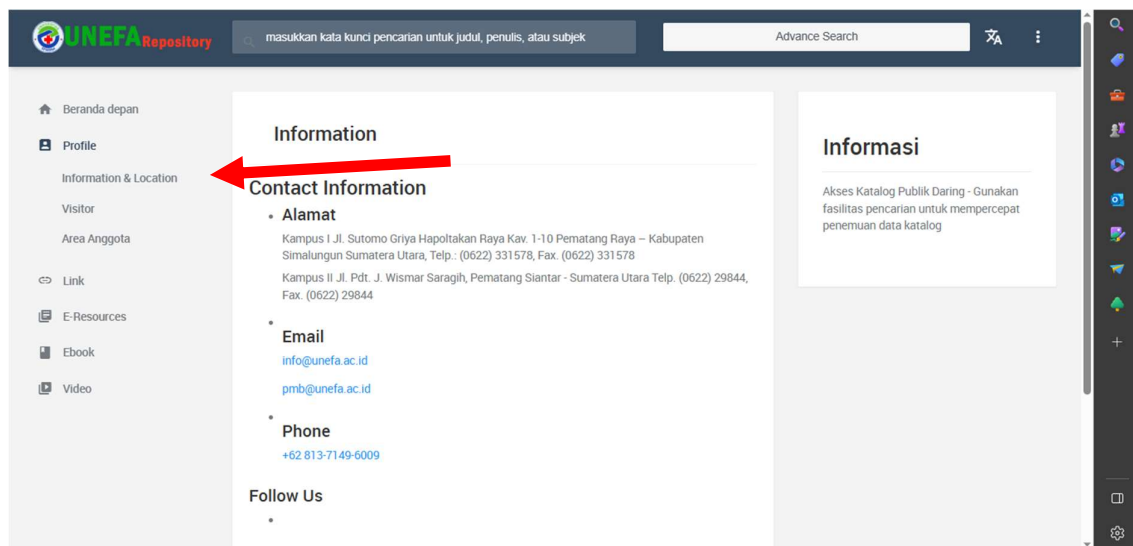 UNEFA Repository
masukkan kata kunci pencarian untuk judul, penulis, atau subjek
Advance Search
Beranda depan
Profile
Information & Location
Visitor
Area Anggota
Link
E-Resources
Ebook
Video
Information
Contact Information
Alamat
Kampus I Jl. Sutomo Griya Hapoltakan Raya Kav. 1-10 Pematang Raya – Kabupaten
Simalungun Sumatera Utara, Telp.: (0622) 331578, Fax. (0622) 331578
Kampus II Jl. Pdt. J. Wismar Saragih, Pematang Siantar - Sumatera Utara Telp. (0622) 29844,
Fax. (0622) 29844
Email
info@unefa.ac.id
pmb@unefa.ac.id
Phone
+62 813-7149-6009
Follow Us
Informasi
Akses Katalog Publik Daring - Gunakan
fasilitas pencarian untuk mempercepat
penemuan data katalog